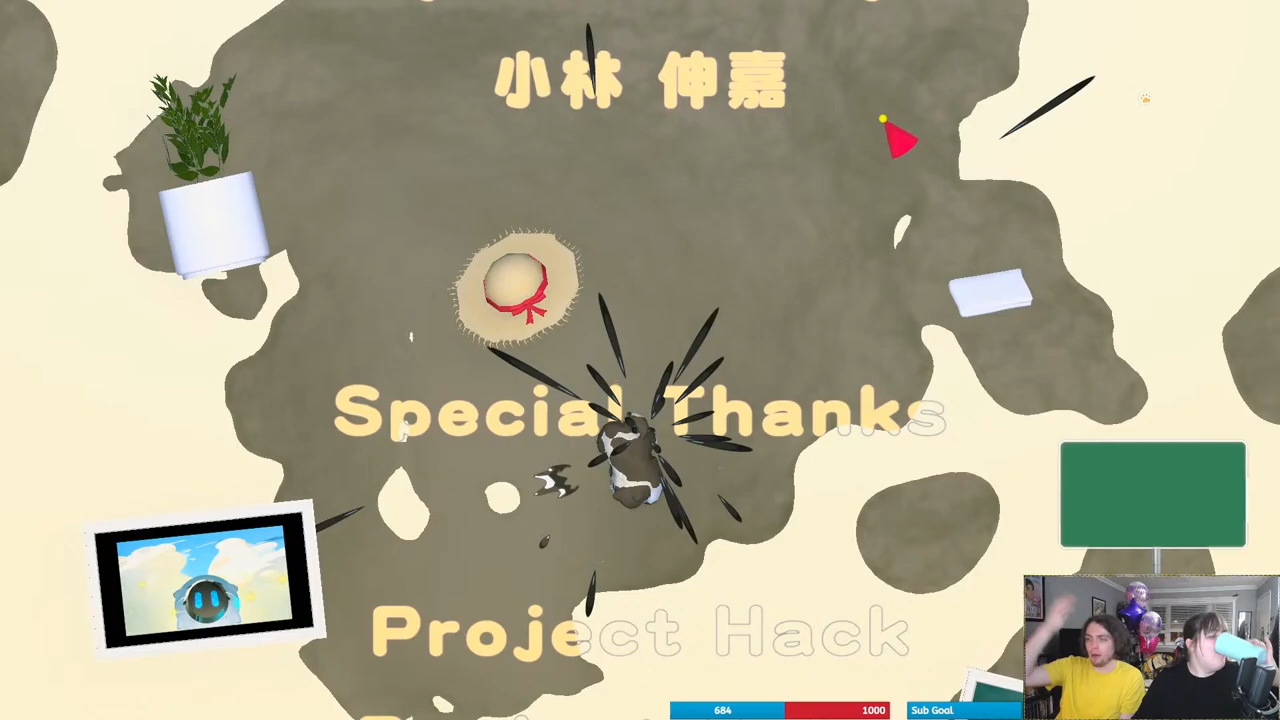 小林 伸嘉
Special Thanks
Project Hack
684
1000
Sub Goal